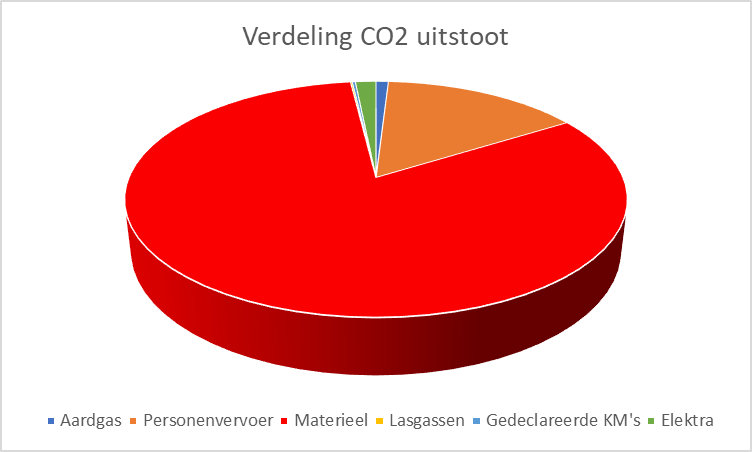 Verdeling CO2 uitstoot
Aardgas Personenvervoer Materieel Lasgassen Gedeclareerde KM's Elektra